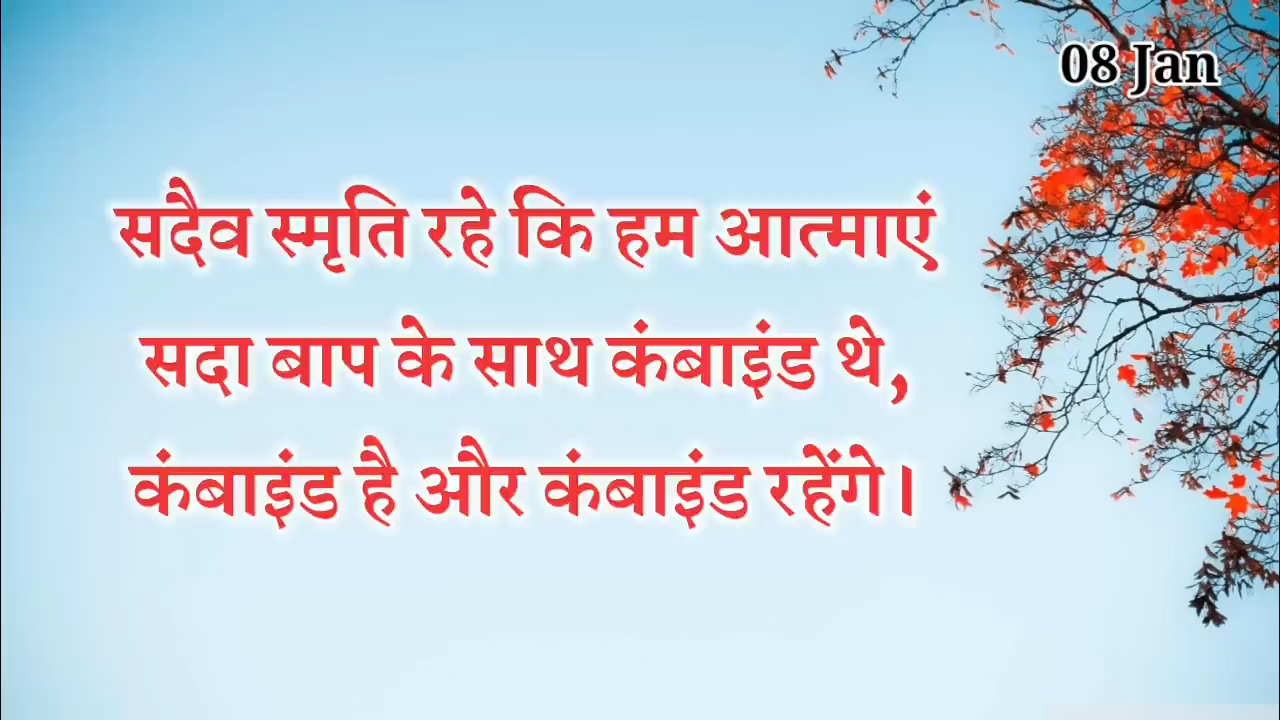 08 Jan
सदैव स्मृति रहे कि हम आत्माएं
सदा बाप के साथ कंबाइंड थे,
कंबाइंड है और कंबाइंड रहेंगे।